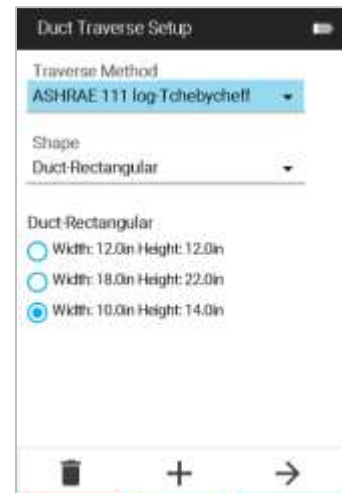 Duct Traverse Setup
Traverse Method
ASHRAE 111 log-Tchebycheff
Shape
Duct-Rectangular
Duct-Rectangular
Width: 12.0in Height: 12.0in
Width: 18.0in Height: 22.0in
Width: 10.0in Height: 14.0in